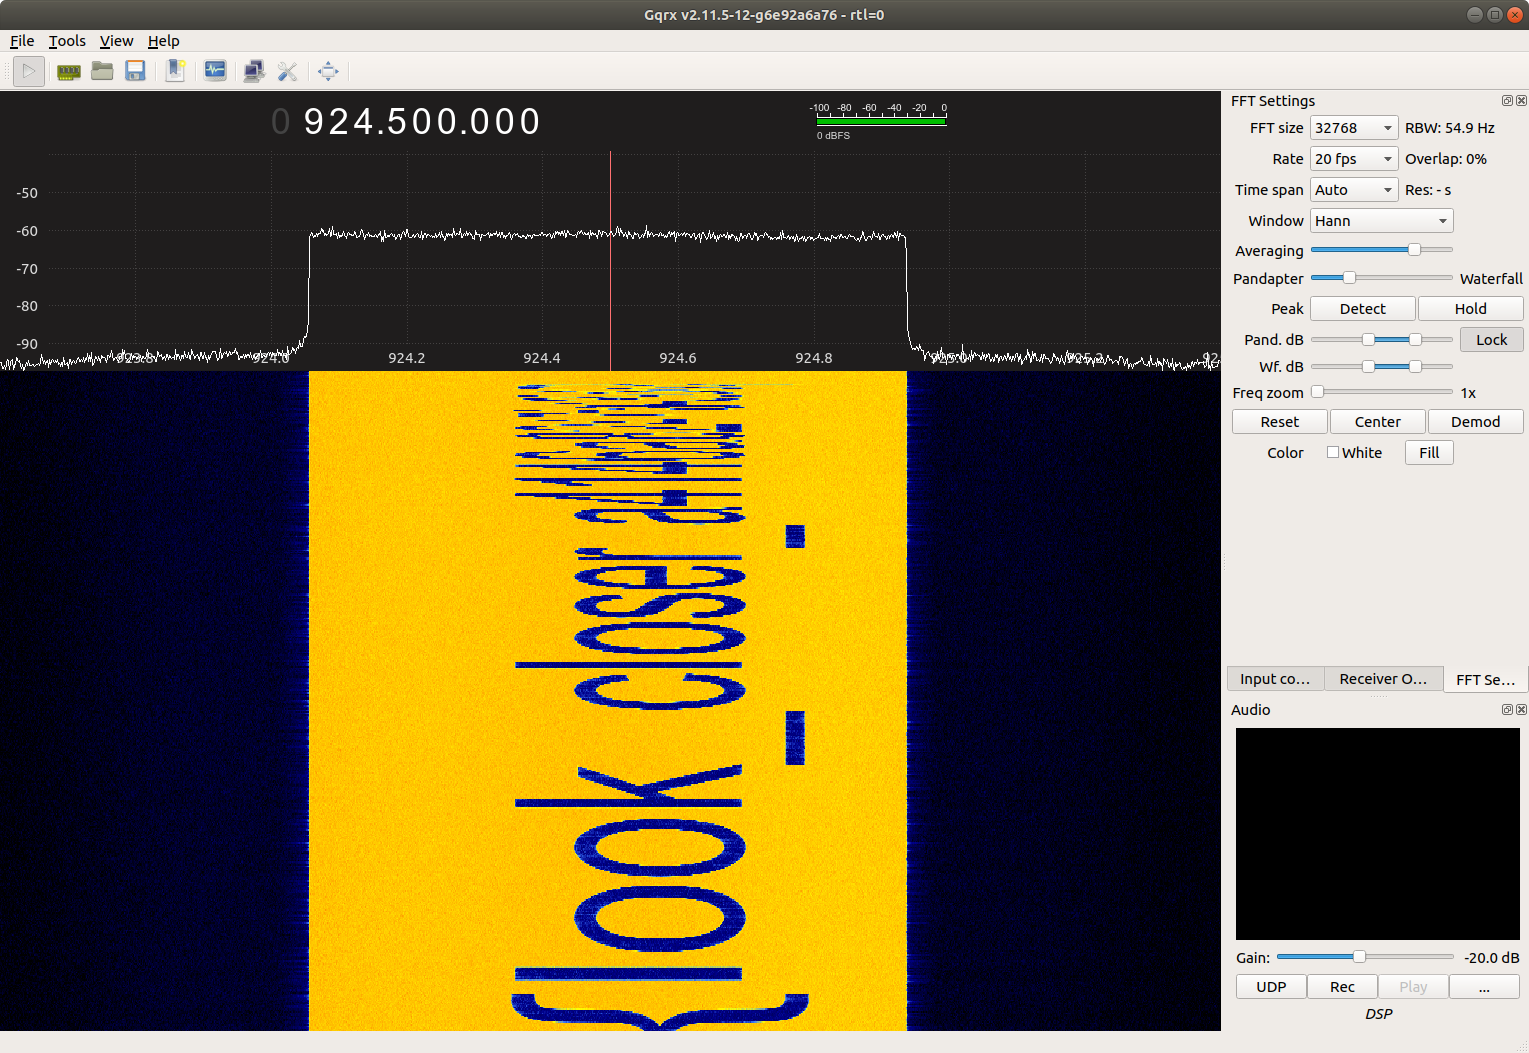 Gqrx v2.11.5-12-g6e92a6a76 - rtl=0
File Tools View Help
0 924.500.000
-100 -80 -60 -40 -20 0
0 dBFS
-50
-60
-70
-80
-90
923.8 924.0 924.2 924.4 924.6 924.8 925.0 925.2 92
{look_closer_a
FFT Settings
FFT size 32768 RBW: 54.9 Hz
Rate 20 fps Overlap: 0%
Time span Auto Res: - s
Window Hann
Averaging
Pandapter Waterfall
Peak Detect Hold
Pand. dB Lock
Wf. dB
Freq zoom 1x
Reset Center Demod
Color White Fill
Input co... Receiver O... FFT Se...
Audio
Gain: -20.0 dB
UDP Rec Play ...
DSP